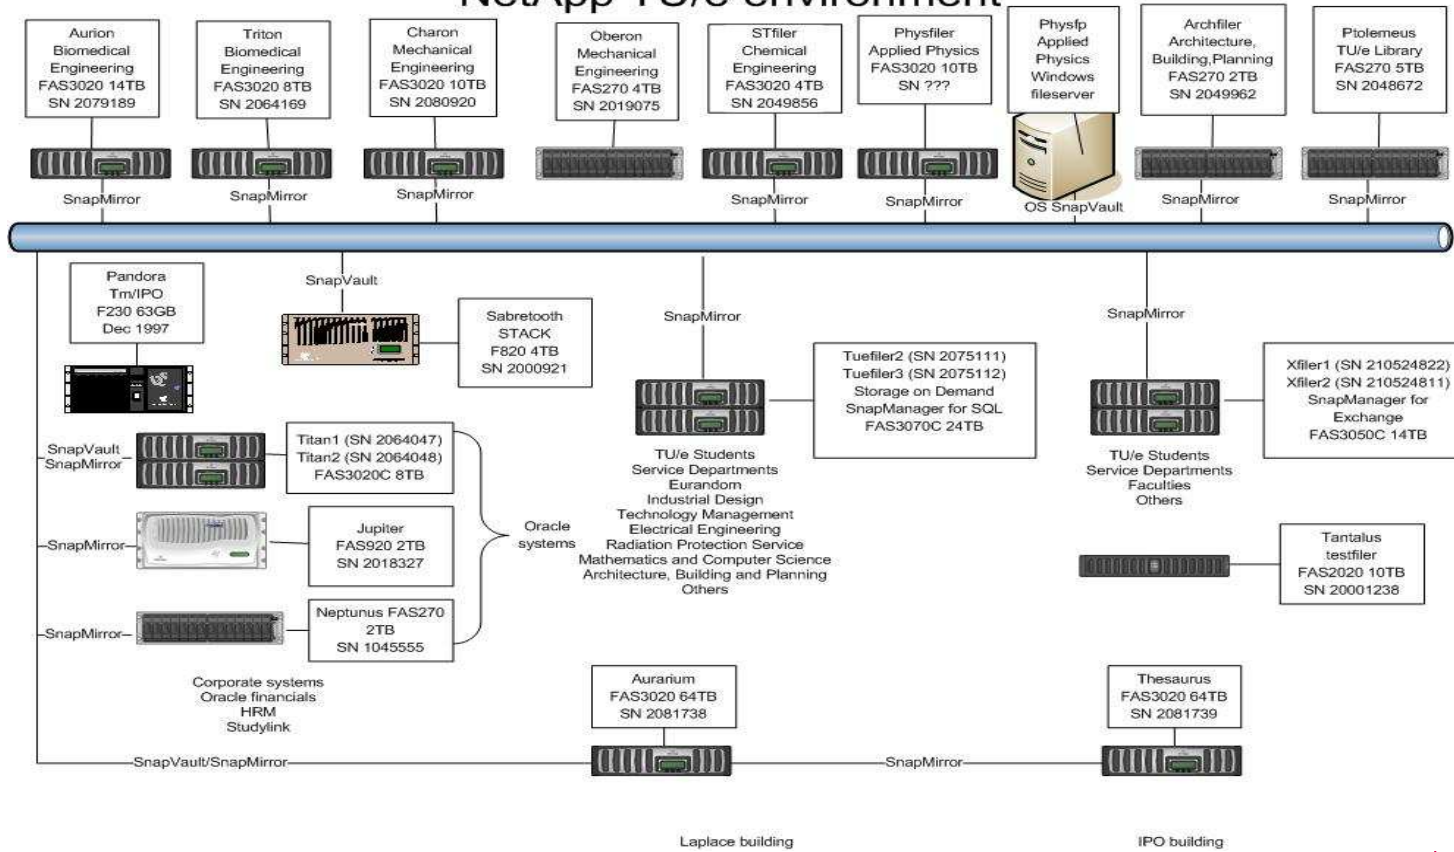 NetApp TU/e environment
Aurion
Biomedical
Engineering
FAS3020 14TB
SN 2079189
Triton
Biomedical
Engineering
FAS3020 8TB
SN 2064169
Charon
Mechanical
Engineering
FAS3020 10TB
SN 2080920
Oberon
Mechanical
Engineering
FAS270 4TB
SN 2019075
STfiler
Chemical
Engineering
FAS3020 4TB
SN 2049856
Physfiler
Applied Physics
FAS3020 10TB
SN ???
Physfp
Applied
Physics
Windows
fileserver
Archfiler
Architecture,
Building,Planning
FAS270 2TB
SN 2049962
Ptolemeus
TU/e Library
FAS270 5TB
SN 2048672
SnapMirror
SnapMirror
SnapMirror
SnapMirror
SnapMirror
OS SnapVault
SnapMirror
SnapMirror
Pandora
Tm/IPO
F230 63GB
Dec 1997
SnapVault
Sabretooth
STACK
F820 4TB
SN 2000921
SnapMirror
Tuefiler2 (SN 2075111)
Tuefiler3 (SN 2075112)
Storage on Demand
SnapManager for SQL
FAS3070C 24TB
SnapMirror
Xfiler1 (SN 210524822)
Xfiler2 (SN 210524811)
SnapManager for
Exchange
FAS3050C 14TB
SnapVault
SnapMirror
Titan1 (SN 2064047)
Titan2 (SN 2064048)
FAS3020C 8TB
SnapMirror
Jupiter
FAS920 2TB
SN 2018327
Oracle
systems
SnapMirror
Neptunus FAS270
2TB
SN 1045555
Corporate systems
Oracle financials
HRM
Studylink
TU/e Students
Service Departments
Eurandom
Industrial Design
Technology Management
Electrical Engineering
Radiation Protection Service
Mathematics and Computer Science
Architecture, Building and Planning
Others
TU/e Students
Service Departments
Faculties
Others
Tantalus
testfiler
FAS2020 10TB
SN 20001238
Aurarium
FAS3020 64TB
SN 2081738
Thesaurus
FAS3020 64TB
SN 2081739
SnapVault/SnapMirror
SnapMirror
Laplace building
IPO building